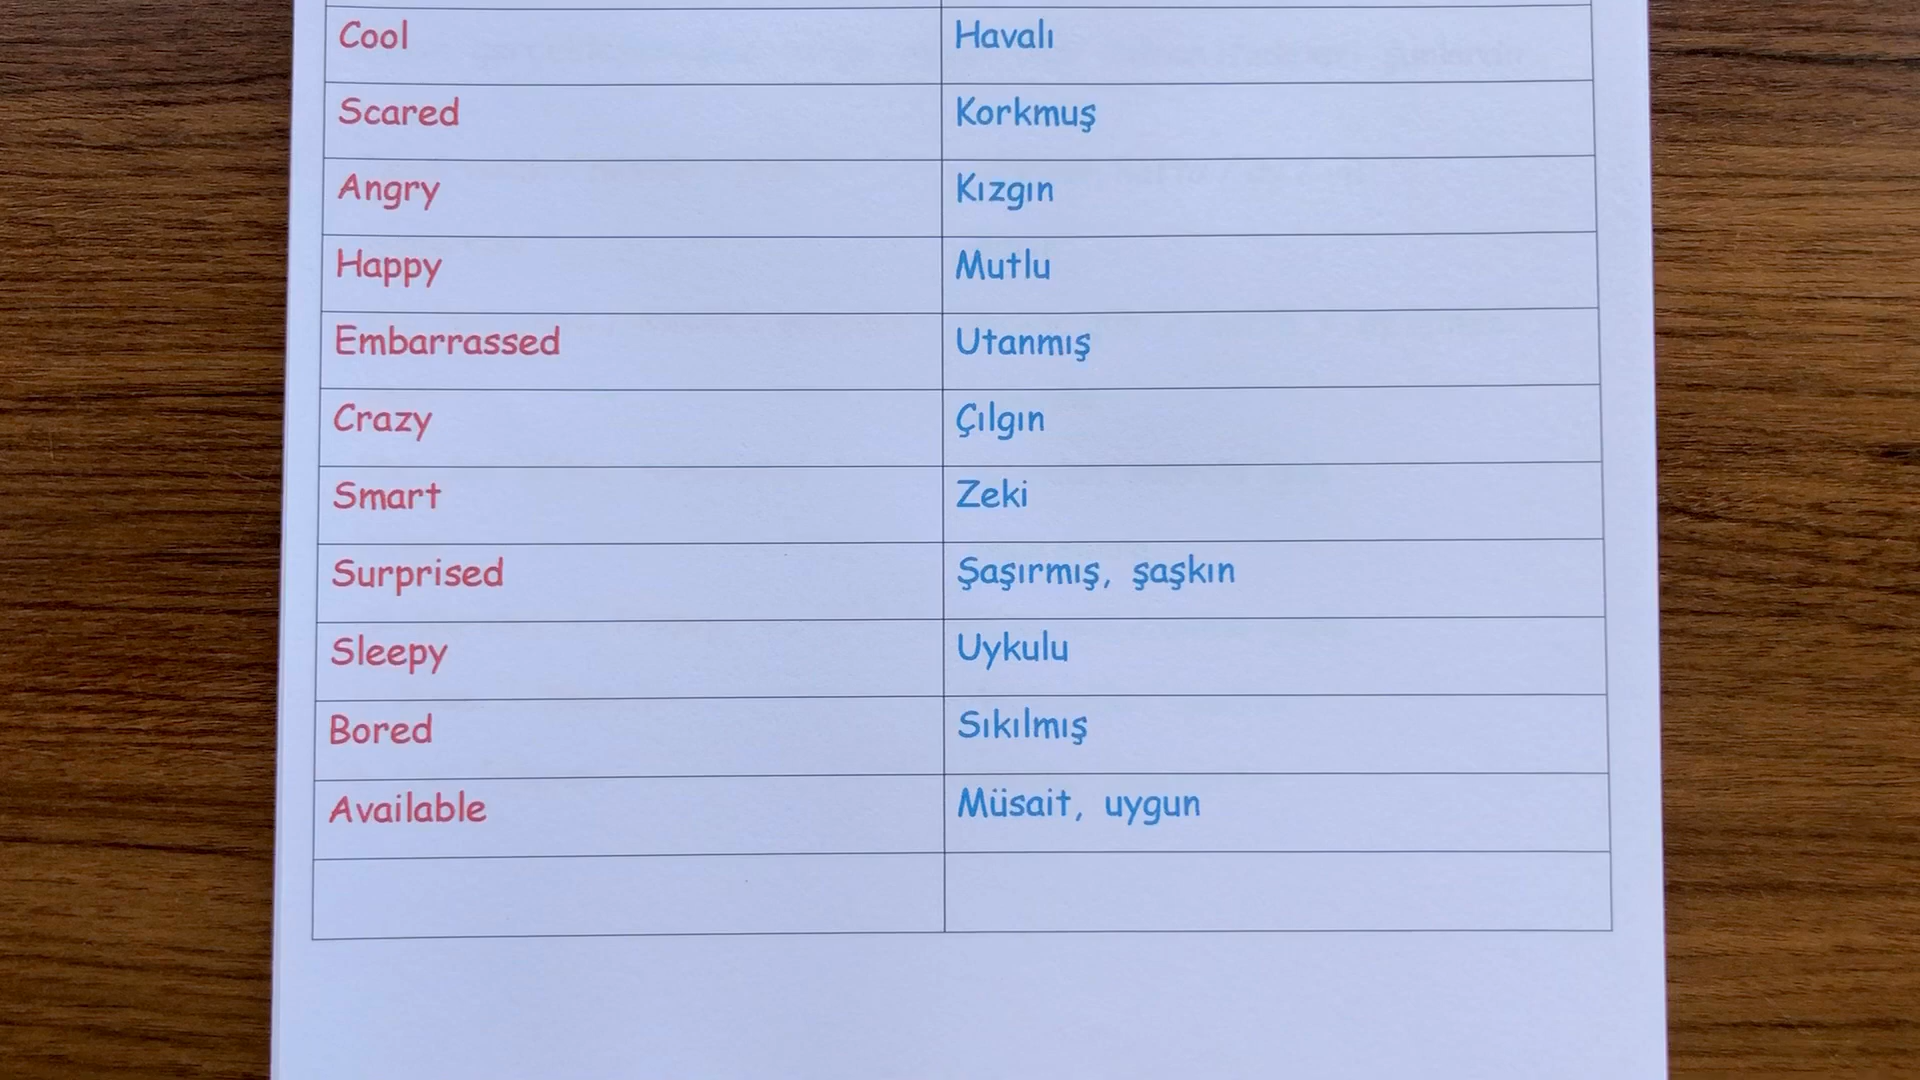 Cool Havalı
Scared Korkmuş
Angry Kızgın
Happy Mutlu
Embarrassed Utanmış
Crazy Çılgın
Smart Zeki
Surprised Şaşırmış, şaşkın
Sleepy Uykulu
Bored Sıkılmış
Available Müsait, uygun